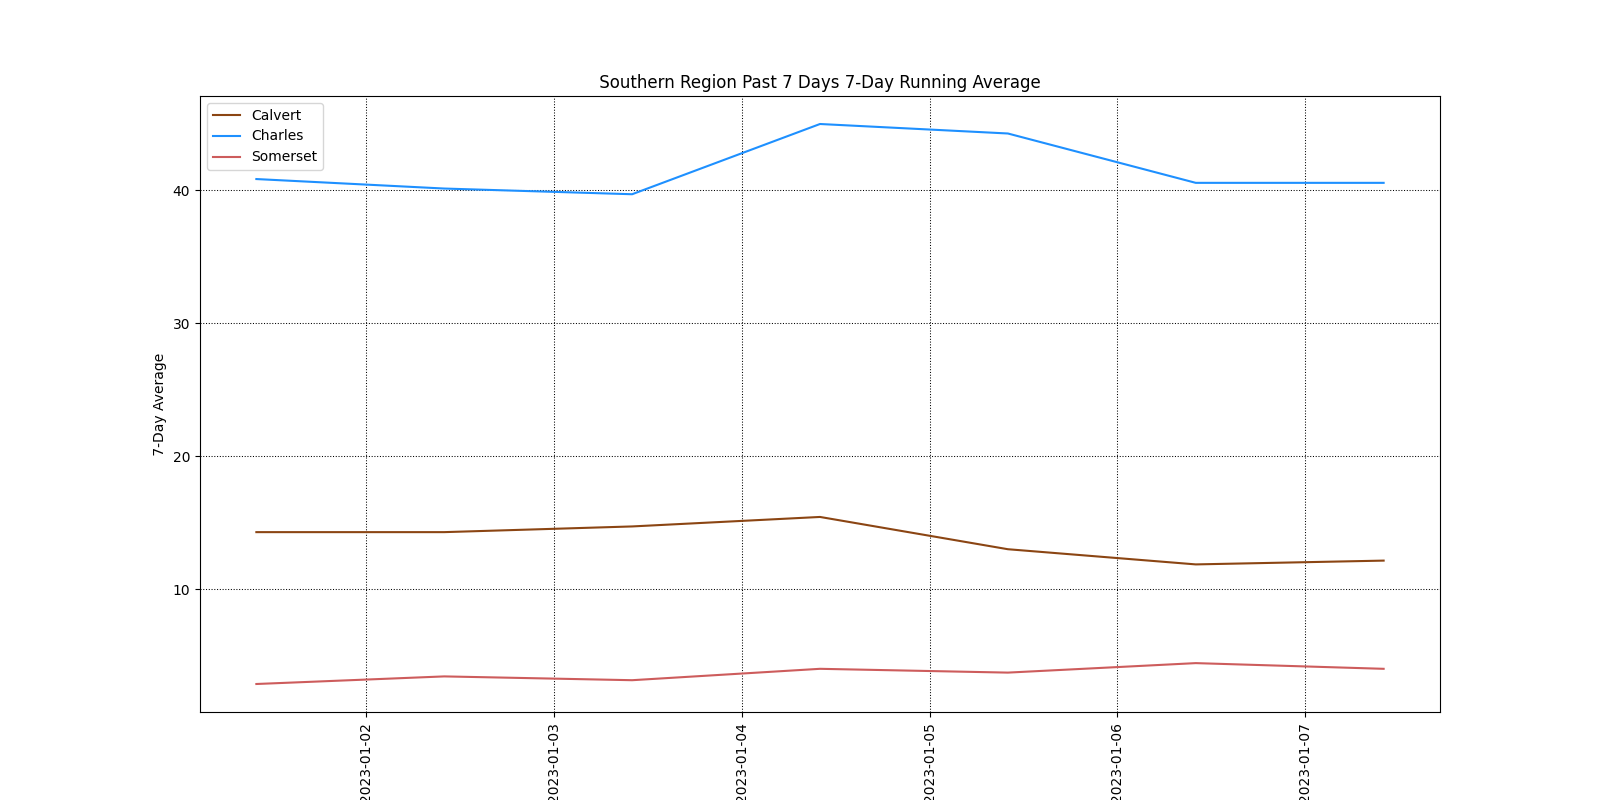 Southern Region Past 7 Days 7-Day Running Average
Calvert
Charles
Somerset
7-Day Average
40
30
20
10
2023-01-02
2023-01-03
2023-01-04
2023-01-05
2023-01-06
2023-01-07